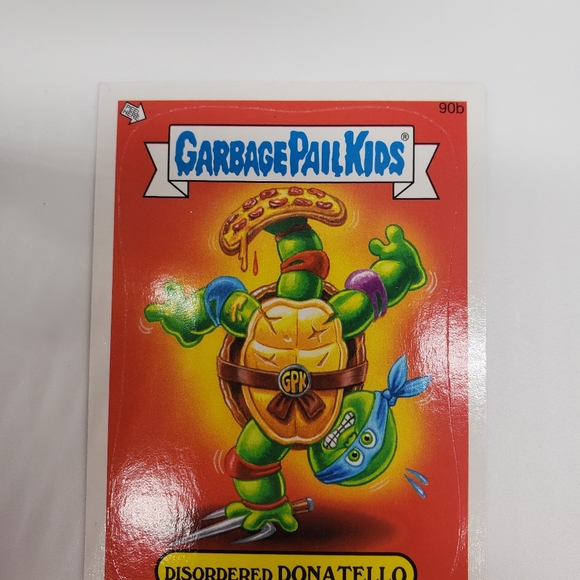 90b
GARBAGE PAIL KIDS®
GPK
DISORDERED DONATELLO